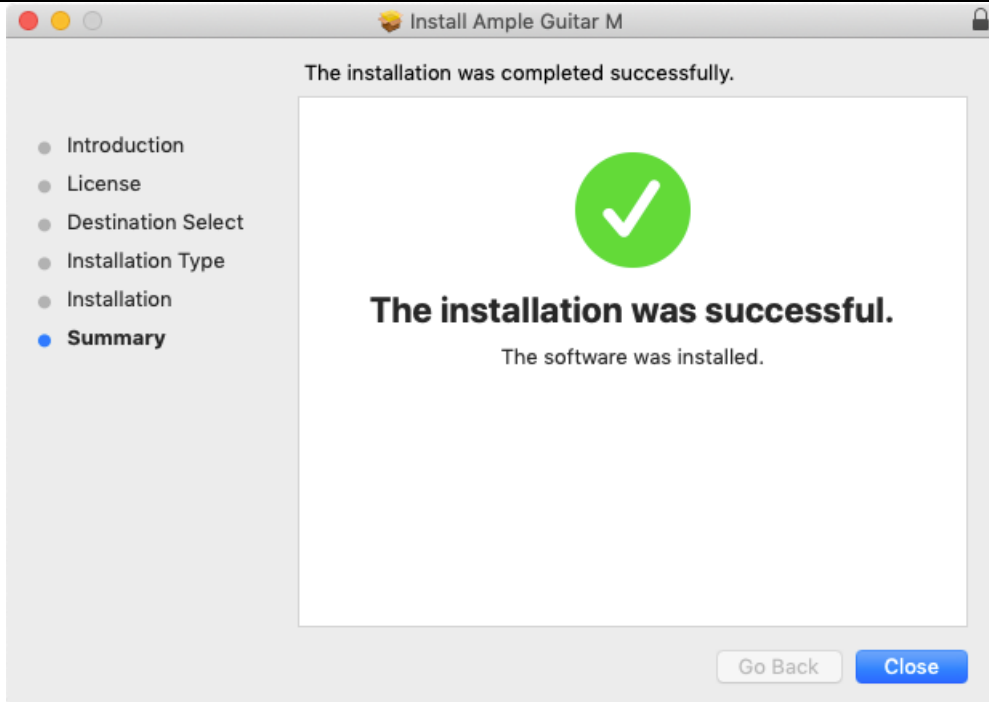 Install Ample Guitar M
The installation was completed successfully.
Introduction
License
Destination Select
Installation Type
Installation
Summary
The installation was successful.
The software was installed.
Go Back
Close